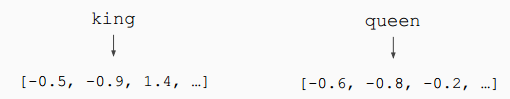 king
queen
[-0.5, -0.9, 1.4, …]
[-0.6, -0.8, -0.2, …]